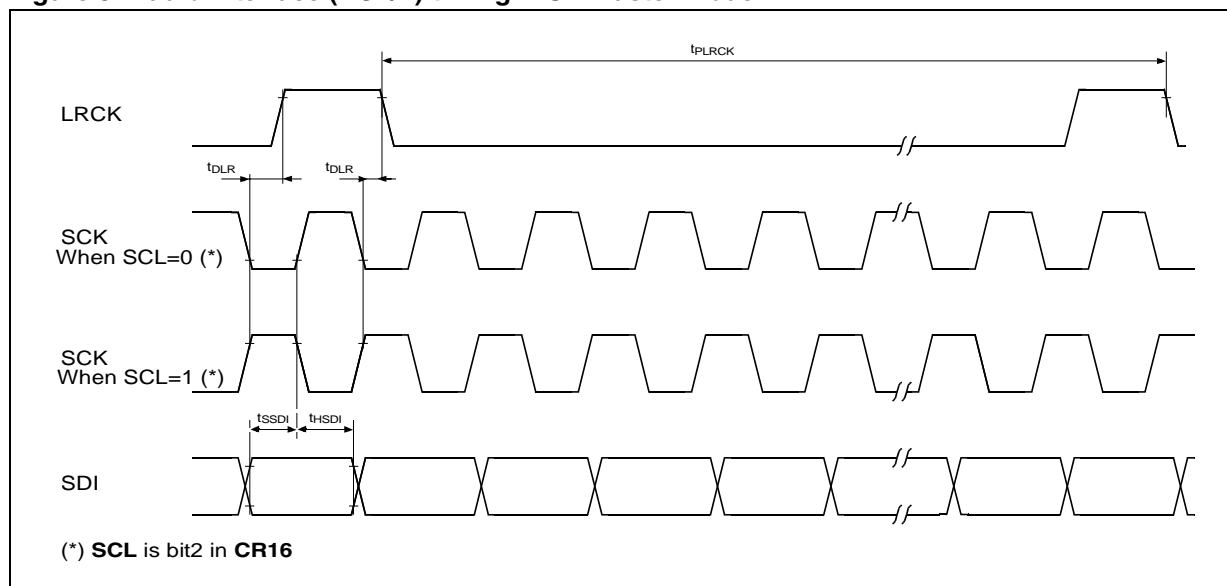 tPLRCK
LRCK
tDLR tDLR
SCK
When SCL=0 (*)
SCK
When SCL=1 (*)
tSSDI tHSDI
SDI
(*) SCL is bit2 in CR16